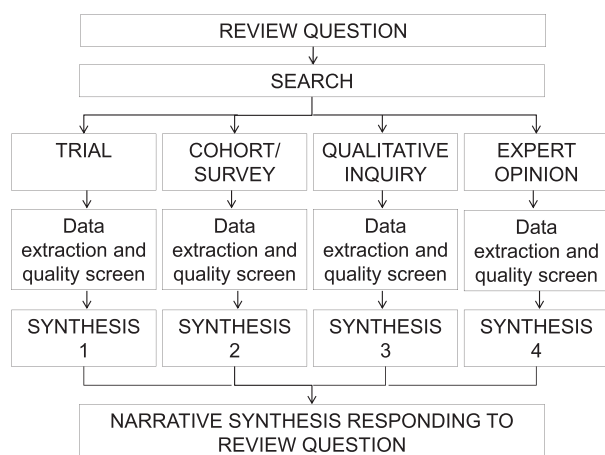 REVIEW QUESTION
SEARCH
TRIAL
COHORT/
SURVEY
QUALITATIVE
INQUIRY
EXPERT
OPINION
Data
extraction and
quality screen
Data
extraction and
quality screen
Data
extraction and
quality screen
Data
extraction and
quality screen
SYNTHESIS
1
SYNTHESIS
2
SYNTHESIS
3
SYNTHESIS
4
NARRATIVE SYNTHESIS RESPONDING TO
REVIEW QUESTION